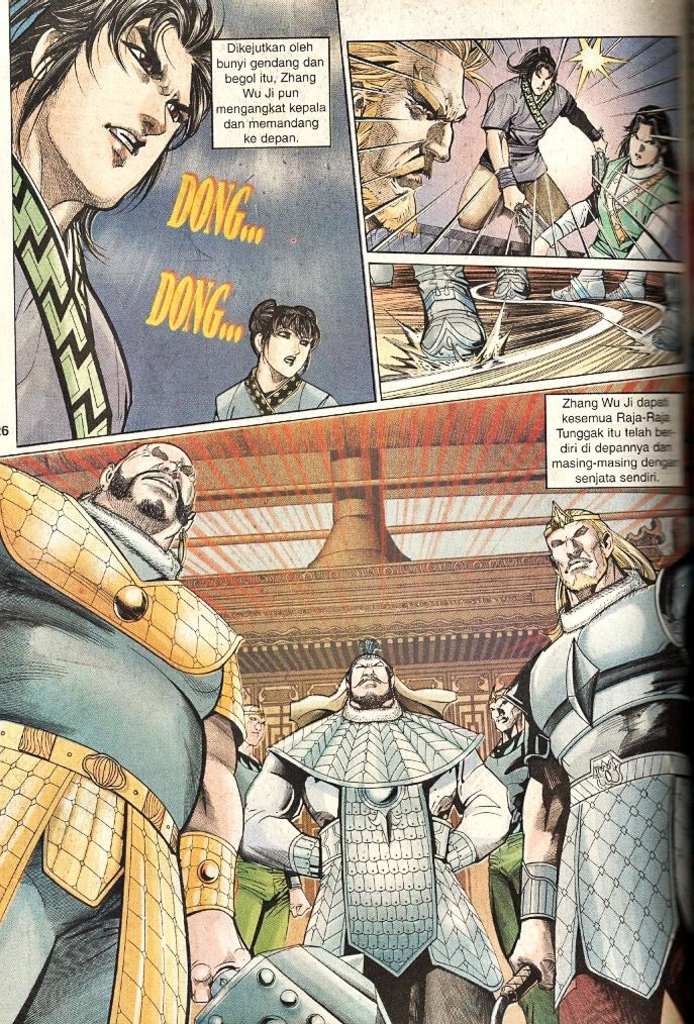 Dikejutkan oleh
bunyi gendang dan
begol itu, Zhang
Wu Ji pun
mengangkat kepala
dan memandang
ke depan.
DONG...
DONG...
26
Zhang Wu Ji dapati
kesemua Raja-Raja
Tunggak itu telah ber-
diri di depannya dan
masing-masing dengan
senjata sendiri.